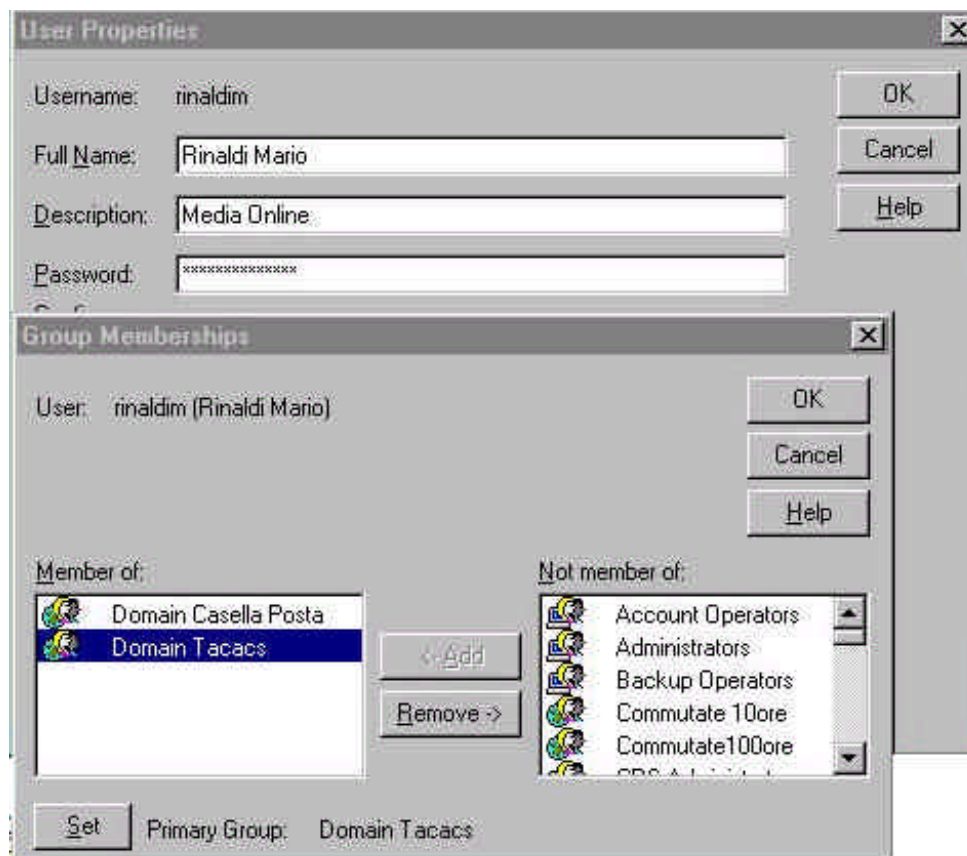 User Properties
Username: rinaldim
OK
Full Name: Rinaldi Mario
Cancel
Description: Media Online
Help
Password: **************
Group Memberships
User: rinaldim (Rinaldi Mario)
OK
Cancel
Help
Member of:
Domain Casella Posta
Domain Tacacs
<-Add
Remove ->
Not member of:
Account Operators
Administrators
Backup Operators
Commutate 10ore
Commutate100ore
Set
Primary Group: Domain Tacacs